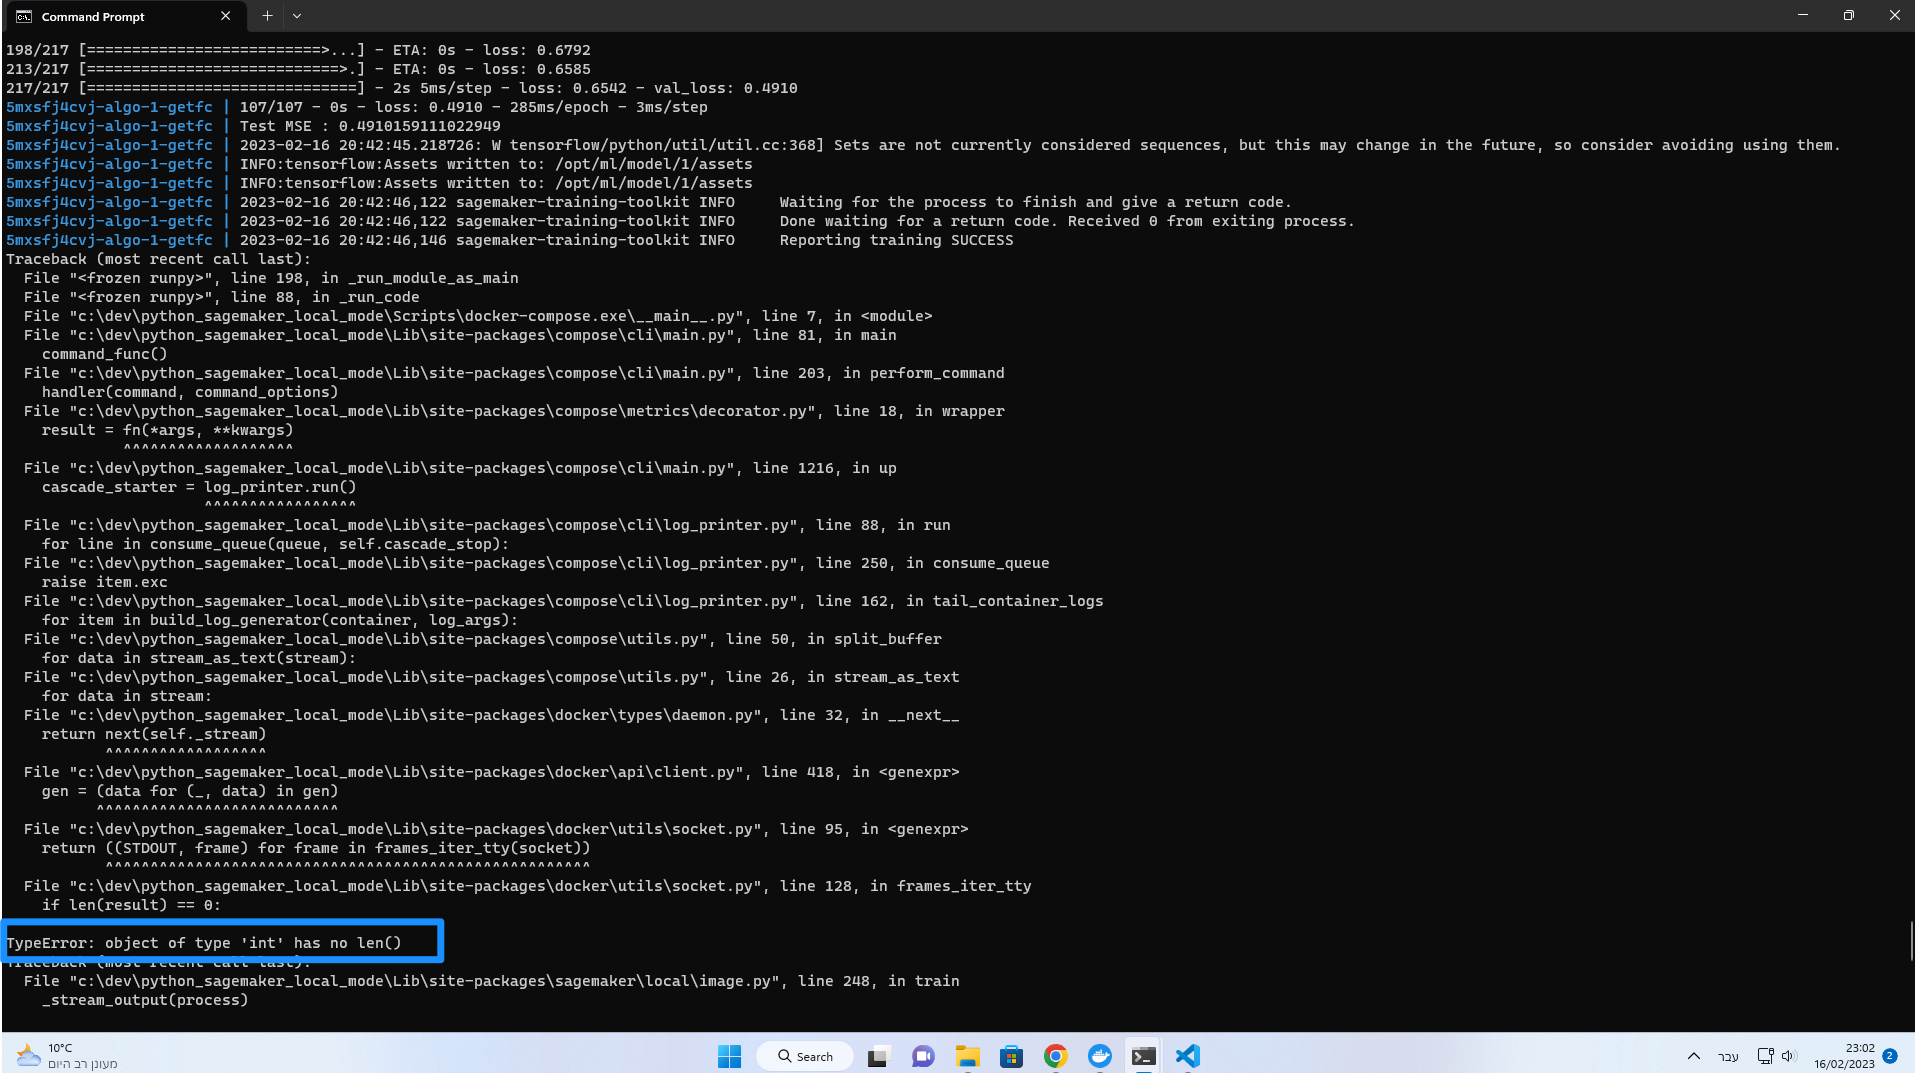 Command Prompt
198/217 [==========================>...] - ETA: 0s - loss: 0.6792
213/217 [============================>.] - ETA: 0s - loss: 0.6585
217/217 [==============================] - 2s 5ms/step - loss: 0.6542 - val_loss: 0.4910
5mxsfj4cvj-algo-1-getfc | 107/107 - 0s - loss: 0.4910 - 285ms/epoch - 3ms/step
5mxsfj4cvj-algo-1-getfc | Test MSE : 0.4910159111022949
5mxsfj4cvj-algo-1-getfc | 2023-02-16 20:42:45.218726: W tensorflow/python/util/util.cc:368] Sets are not currently considered sequences, but this may change in the future, so consider avoiding using them.
5mxsfj4cvj-algo-1-getfc | INFO:tensorflow:Assets written to: /opt/ml/model/1/assets
5mxsfj4cvj-algo-1-getfc | INFO:tensorflow:Assets written to: /opt/ml/model/1/assets
5mxsfj4cvj-algo-1-getfc | 2023-02-16 20:42:46,122 sagemaker-training-toolkit INFO     Waiting for the process to finish and give a return code.
5mxsfj4cvj-algo-1-getfc | 2023-02-16 20:42:46,122 sagemaker-training-toolkit INFO     Done waiting for a return code. Received 0 from exiting process.
5mxsfj4cvj-algo-1-getfc | 2023-02-16 20:42:46,146 sagemaker-training-toolkit INFO     Reporting training SUCCESS
Traceback (most recent call last):
  File "<frozen runpy>", line 198, in _run_module_as_main
  File "<frozen runpy>", line 88, in _run_code
  File "c:\dev\python_sagemaker_local_mode\Scripts\docker-compose.exe\__main__.py", line 7, in <module>
  File "c:\dev\python_sagemaker_local_mode\Lib\site-packages\compose\cli\main.py", line 81, in main
    command_func()
  File "c:\dev\python_sagemaker_local_mode\Lib\site-packages\compose\cli\main.py", line 203, in perform_command
    handler(command, command_options)
  File "c:\dev\python_sagemaker_local_mode\Lib\site-packages\compose\metrics\decorator.py", line 18, in wrapper
    result = fn(*args, **kwargs)
             ^^^^^^^^^^^^^^^^^^^
  File "c:\dev\python_sagemaker_local_mode\Lib\site-packages\compose\cli\main.py", line 1216, in up
    cascade_starter = log_printer.run()
                      ^^^^^^^^^^^^^^^^^
  File "c:\dev\python_sagemaker_local_mode\Lib\site-packages\compose\cli\log_printer.py", line 88, in run
    for line in consume_queue(queue, self.cascade_stop):
  File "c:\dev\python_sagemaker_local_mode\Lib\site-packages\compose\cli\log_printer.py", line 250, in consume_queue
    raise item.exc
  File "c:\dev\python_sagemaker_local_mode\Lib\site-packages\compose\cli\log_printer.py", line 162, in tail_container_logs
    for item in build_log_generator(container, log_args):
  File "c:\dev\python_sagemaker_local_mode\Lib\site-packages\compose\utils.py", line 50, in split_buffer
    for data in stream_as_text(stream):
  File "c:\dev\python_sagemaker_local_mode\Lib\site-packages\compose\utils.py", line 26, in stream_as_text
    for data in stream:
  File "c:\dev\python_sagemaker_local_mode\Lib\site-packages\docker\types\daemon.py", line 32, in __next__
    return next(self._stream)
           ^^^^^^^^^^^^^^^^^^
  File "c:\dev\python_sagemaker_local_mode\Lib\site-packages\docker\api\client.py", line 418, in <genexpr>
    gen = (data for (_, data) in gen)
          ^^^^^^^^^^^^^^^^^^^^^^^^^^^
  File "c:\dev\python_sagemaker_local_mode\Lib\site-packages\docker\utils\socket.py", line 95, in <genexpr>
    return ((STDOUT, frame) for frame in frames_iter_tty(socket))
           ^^^^^^^^^^^^^^^^^^^^^^^^^^^^^^^^^^^^^^^^^^^^^^^^^^^^^^
  File "c:\dev\python_sagemaker_local_mode\Lib\site-packages\docker\utils\socket.py", line 128, in frames_iter_tty
    if len(result) == 0:
TypeError: object of type 'int' has no len()
Traceback (most recent call last):
  File "c:\dev\python_sagemaker_local_mode\Lib\site-packages\sagemaker\local\image.py", line 248, in train
    _stream_output(process)
10°C
מעונן רב היום
Search
עבר
23:02
16/02/2023
2